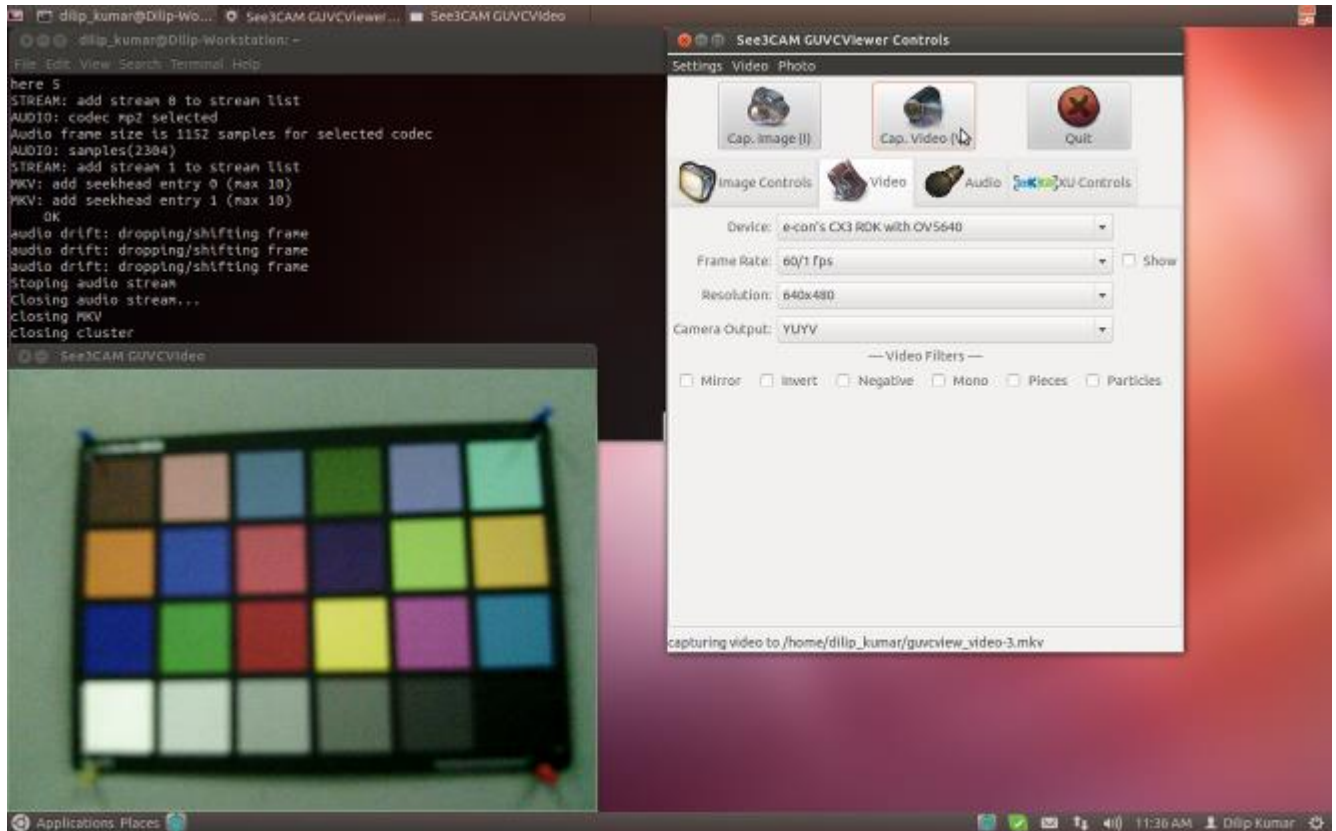 dilip_kumar@Dilip-Wo... See3CAM GUVCViewer... See3CAM GUVCVideo
dilip_kumar@Dilip-Workstation: ~
File Edit View Search Terminal Help
here 5
STREAM: add stream 0 to stream list
AUDIO: codec mp2 selected
Audio frame size is 1152 samples for selected codec
AUDIO: samples(2304)
STREAM: add stream 1 to stream list
MKV: add seekhead entry 0 (max 10)
MKV: add seekhead entry 1 (max 10)
OK
audio drift: dropping/shifting frame
audio drift: dropping/shifting frame
audio drift: dropping/shifting frame
Stoping audio stream
Closing audio stream...
closing MKV
closing cluster
See3CAM GUVCVideo
See3CAM GUVCViewer Controls
Settings Video Photo
Cap. Image (I) Cap. Video Quit
Image Controls Video Audio XU Controls
Device: e-con's CX3 RDK with OV5640
Frame Rate: 60/1 fps Show
Resolution: 640x480
Camera Output: YUYV
— Video Filters —
Mirror Invert Negative Mono Pieces Particles
capturing video to /home/dilip_kumar/guvcview_video-3.mkv
Applications Places 11:36 AM Dilip Kumar